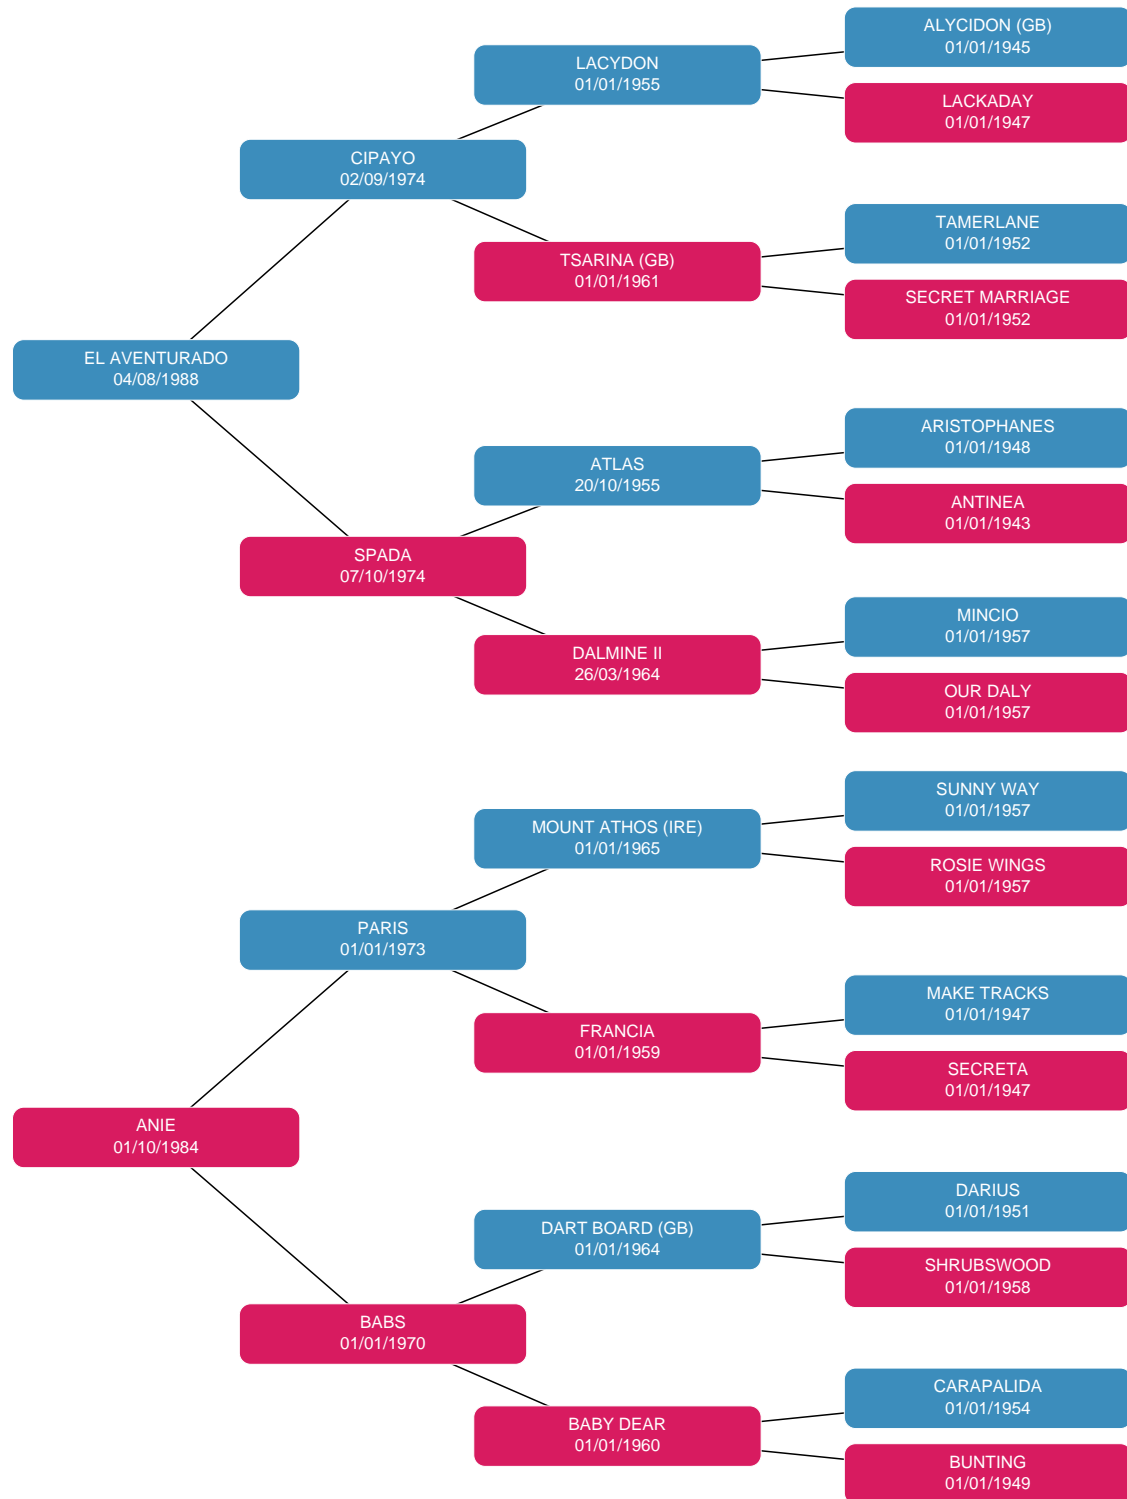 ALYCIDON (GB)
01/01/1945
LACYDON
01/01/1955
LACKADAY
01/01/1947
CIPAYO
02/09/1974
TAMERLANE
01/01/1952
TSARINA (GB)
01/01/1961
SECRET MARRIAGE
01/01/1952
EL AVENTURADO
04/08/1988
ARISTOPHANES
01/01/1948
ATLAS
20/10/1955
ANTINEA
01/01/1943
SPADA
07/10/1974
MINCIO
01/01/1957
DALMINE II
26/03/1964
OUR DALY
01/01/1957
SUNNY WAY
01/01/1957
MOUNT ATHOS (IRE)
01/01/1965
ROSIE WINGS
01/01/1957
PARIS
01/01/1973
MAKE TRACKS
01/01/1947
FRANCIA
01/01/1959
SECRETA
01/01/1947
ANIE
01/10/1984
DARIUS
01/01/1951
DART BOARD (GB)
01/01/1964
SHRUBSWOOD
01/01/1958
BABS
01/01/1970
CARAPALIDA
01/01/1954
BABY DEAR
01/01/1960
BUNTING
01/01/1949